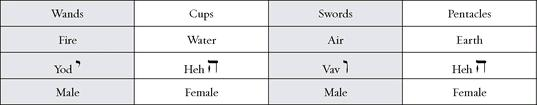 Wands Cups Swords Pentacles
Fire Water Air Earth
Yod י Heh ה Vav ו Heh ה
Male Female Male Female